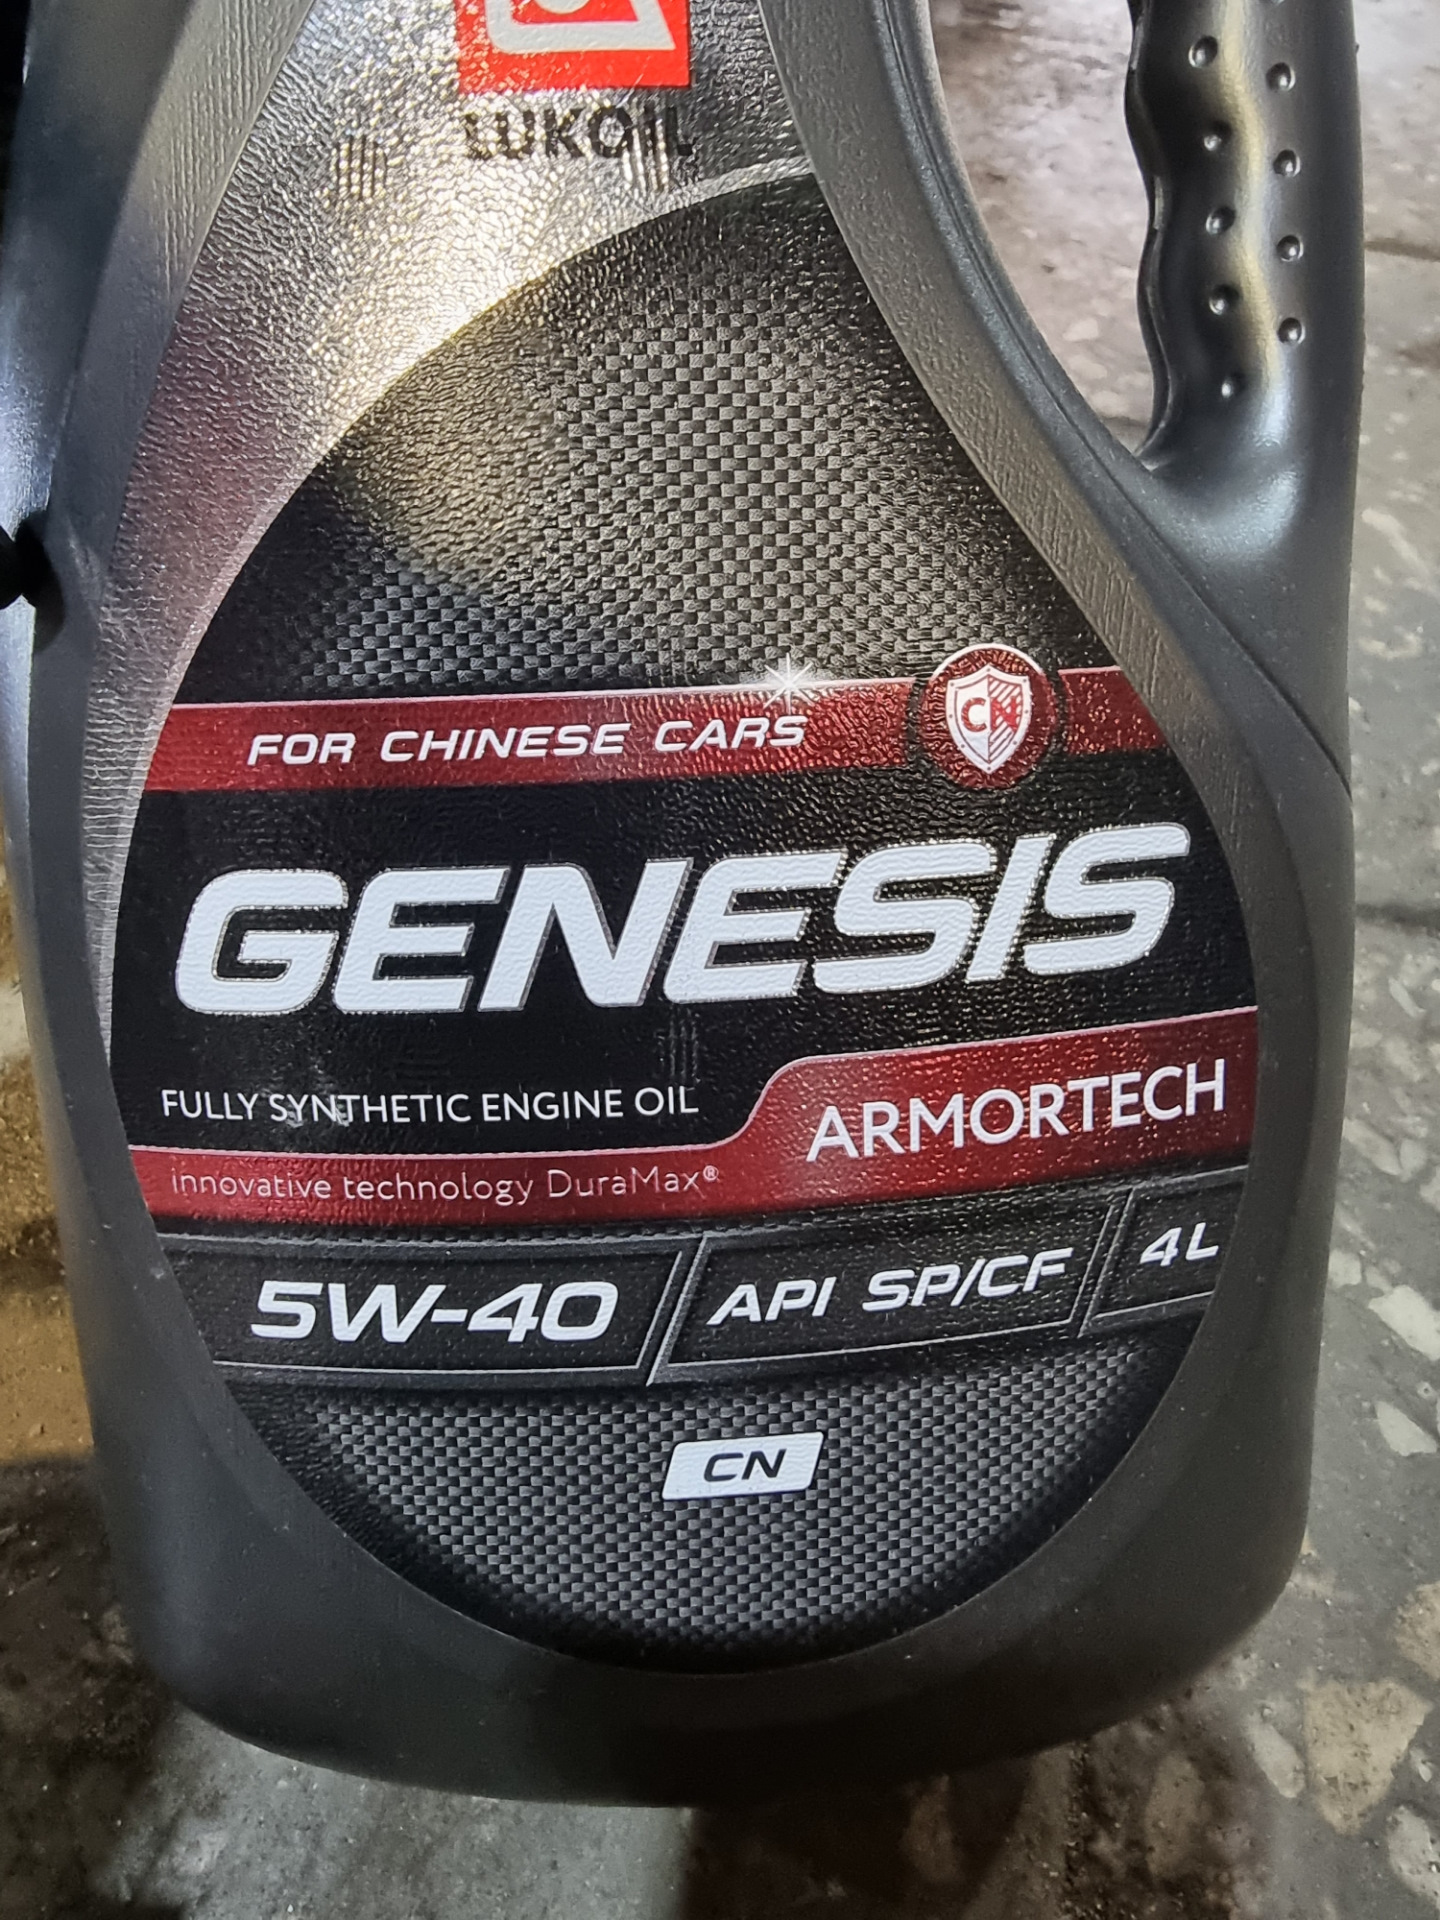 LUKOIL
FOR CHINESE CARS
CN
GENESIS
FULLY SYNTHETIC ENGINE OIL
ARMORTECH
innovative technology DuraMax®
5W-40
API SP/CF
4L
CN